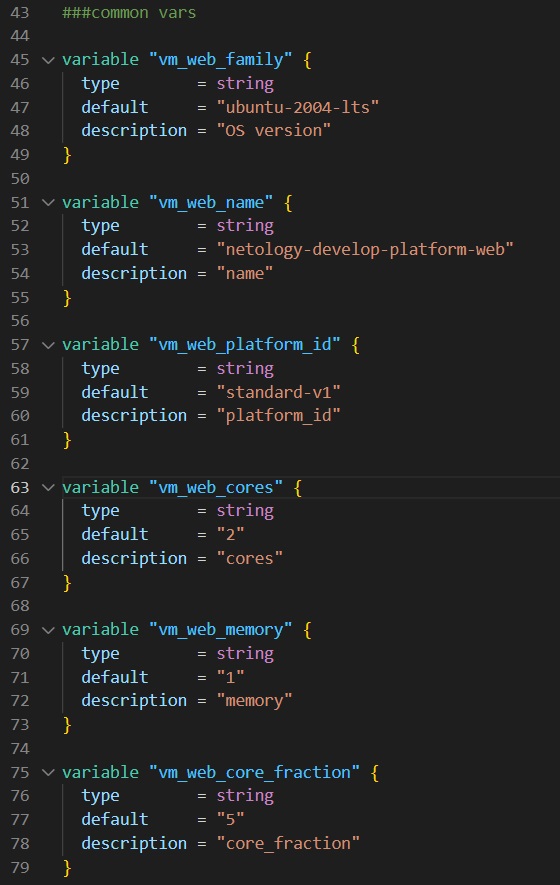 43 ###common vars
44
45 variable "vm_web_family" {
46 type = string
47 default = "ubuntu-2004-lts"
48 description = "OS version"
49 }
50
51 variable "vm_web_name" {
52 type = string
53 default = "netology-develop-platform-web"
54 description = "name"
55 }
56
57 variable "vm_web_platform_id" {
58 type = string
59 default = "standard-v1"
60 description = "platform_id"
61 }
62
63 variable "vm_web_cores" {
64 type = string
65 default = "2"
66 description = "cores"
67 }
68
69 variable "vm_web_memory" {
70 type = string
71 default = "1"
72 description = "memory"
73 }
74
75 variable "vm_web_core_fraction" {
76 type = string
77 default = "5"
78 description = "core_fraction"
79 }